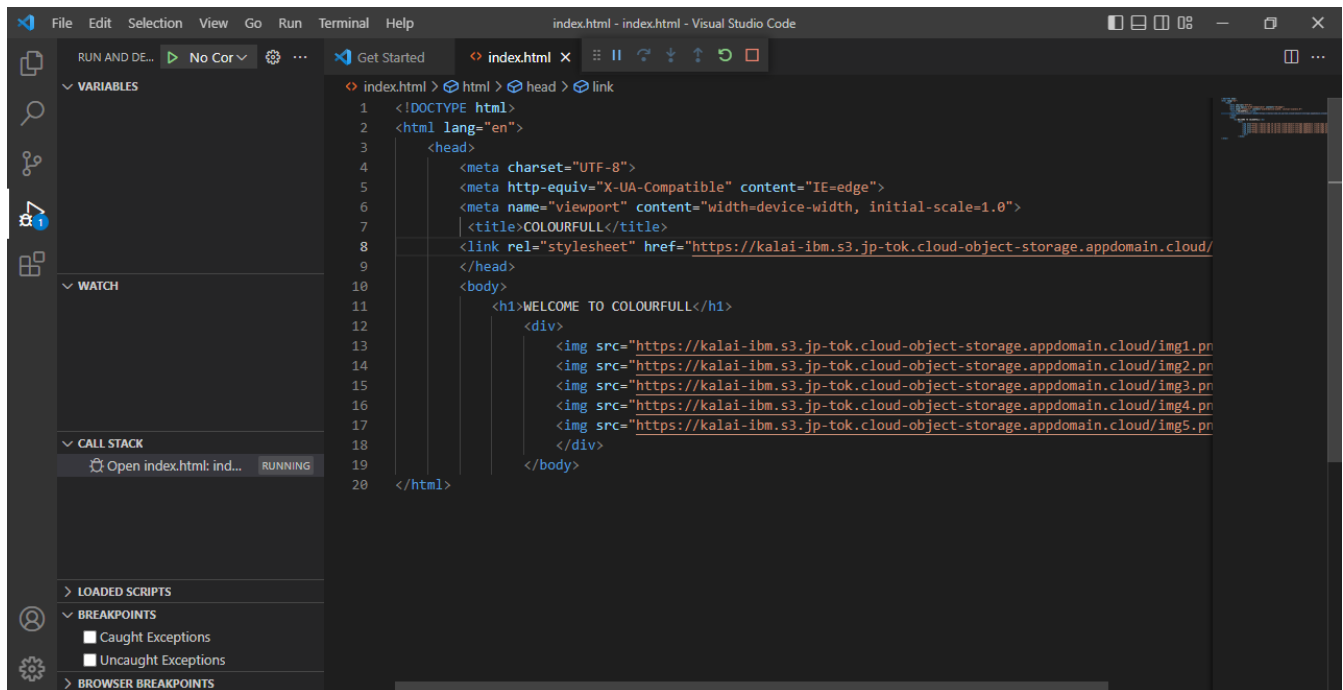 File Edit Selection View Go Run Terminal Help index.html - index.html - Visual Studio Code
RUN AND DE... No Cor
Get Started index.html
VARIABLES
index.html > html > head > link
1 <!DOCTYPE html>
2 <html lang="en">
3 <head>
4 <meta charset="UTF-8">
5 <meta http-equiv="X-UA-Compatible" content="IE=edge">
6 <meta name="viewport" content="width=device-width, initial-scale=1.0">
7 <title>COLOURFULL</title>
8 <link rel="stylesheet" href="https://kalai-ibm.s3.jp-tok.cloud-object-storage.appdomain.cloud/
9 </head>
10 <body>
11 <h1>WELCOME TO COLOURFULL</h1>
12 <div>
13 <img src="https://kalai-ibm.s3.jp-tok.cloud-object-storage.appdomain.cloud/img1.pn
14 <img src="https://kalai-ibm.s3.jp-tok.cloud-object-storage.appdomain.cloud/img2.pn
15 <img src="https://kalai-ibm.s3.jp-tok.cloud-object-storage.appdomain.cloud/img3.pn
16 <img src="https://kalai-ibm.s3.jp-tok.cloud-object-storage.appdomain.cloud/img4.pn
17 <img src="https://kalai-ibm.s3.jp-tok.cloud-object-storage.appdomain.cloud/img5.pn
18 </div>
19 </body>
20 </html>
1
WATCH
CALL STACK
Open index.html: ind... RUNNING
LOADED SCRIPTS
BREAKPOINTS
Caught Exceptions
Uncaught Exceptions
BROWSER BREAKPOINTS